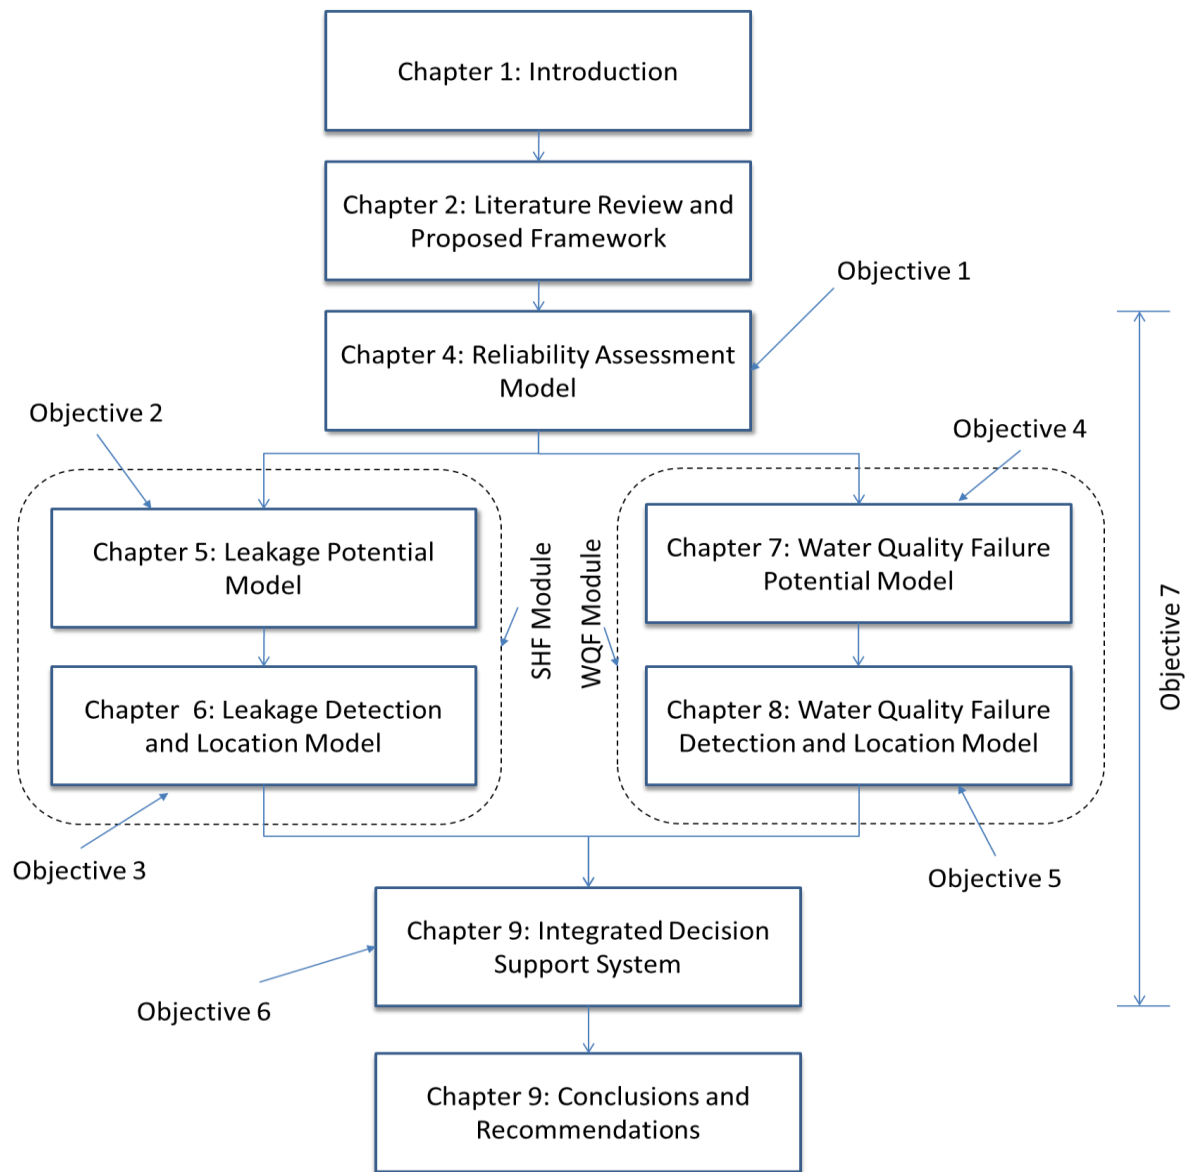 Chapter 1: Introduction
Chapter 2: Literature Review and
Proposed Framework
Objective 1
Chapter 4: Reliability Assessment
Model
Objective 2
Objective 4
Chapter 5: Leakage Potential
Model
SHF Module
WQF Module
Chapter 7: Water Quality Failure
Potential Model
Objective 7
Chapter 6: Leakage Detection
and Location Model
Chapter 8: Water Quality Failure
Detection and Location Model
Objective 3
Objective 5
Chapter 9: Integrated Decision
Support System
Objective 6
Chapter 9: Conclusions and
Recommendations